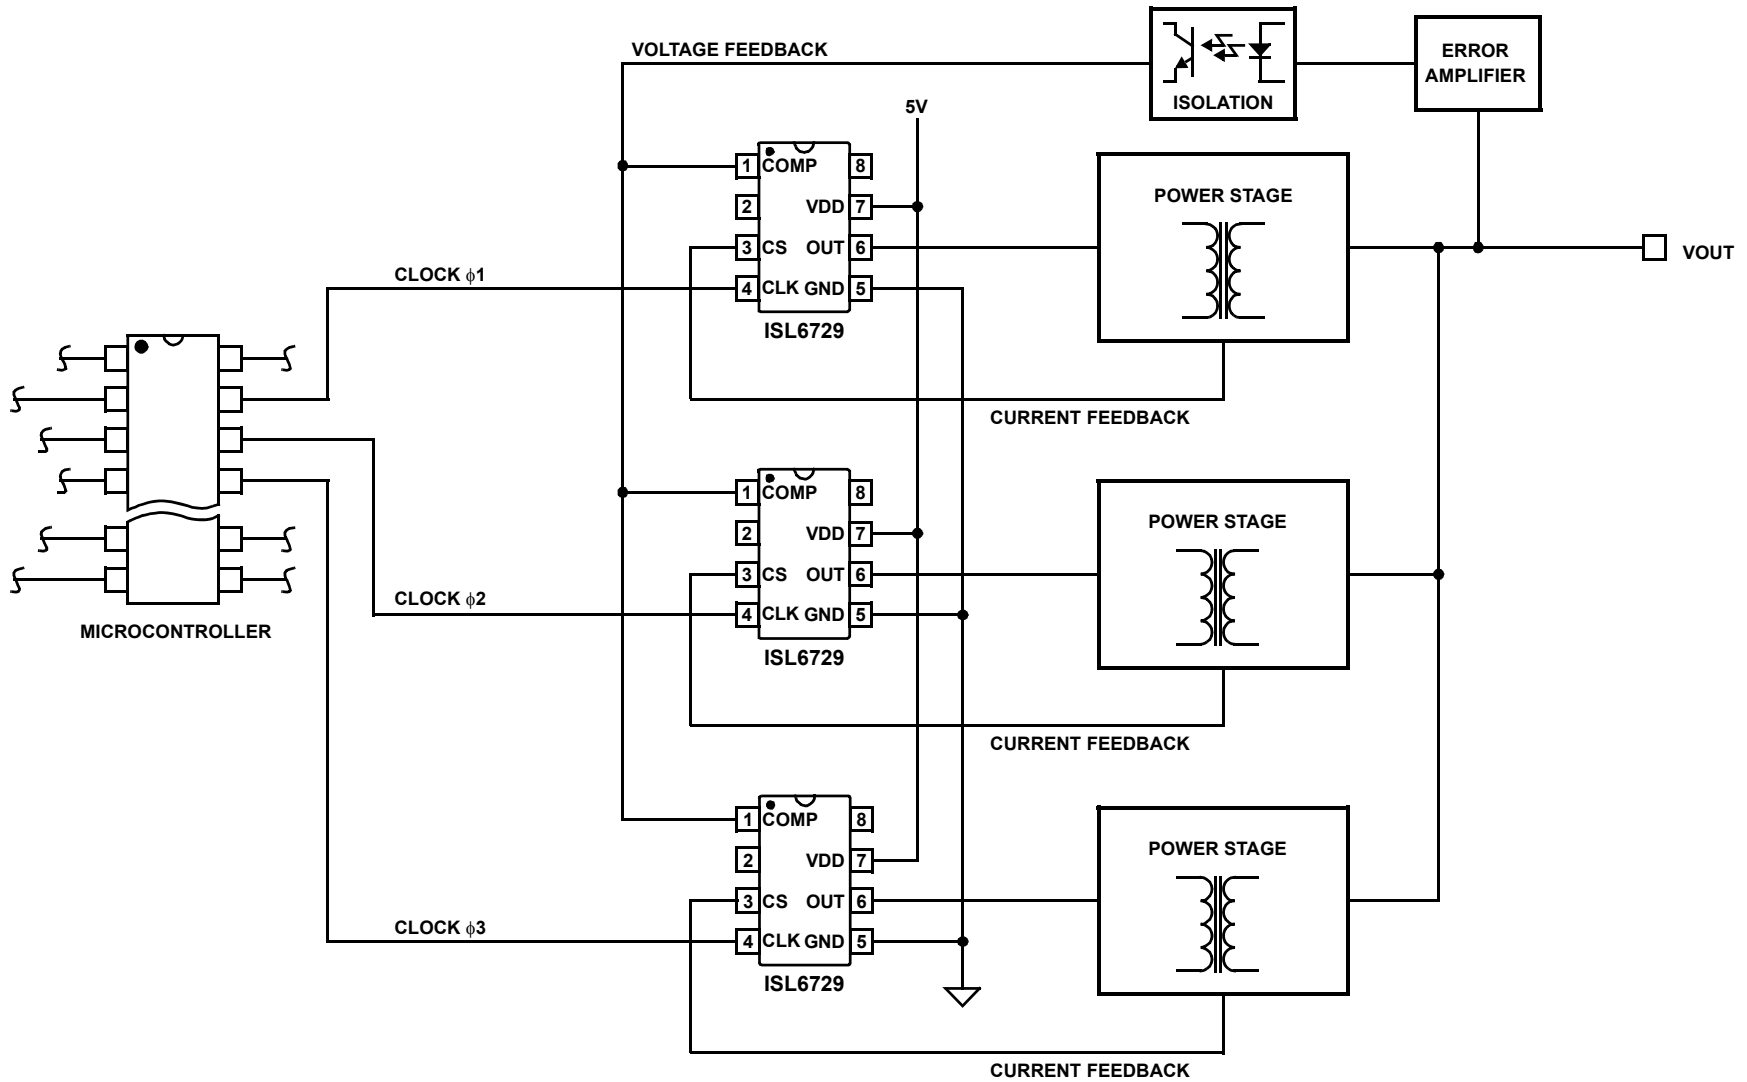 VOLTAGE FEEDBACK
ISOLATION
ERROR
AMPLIFIER
5V
1 COMP 8
2 VDD 7
3 CS OUT 6
4 CLK GND 5
ISL6729
POWER STAGE
VOUT
CLOCK ϕ1
CURRENT FEEDBACK
1 COMP 8
2 VDD 7
3 CS OUT 6
4 CLK GND 5
ISL6729
POWER STAGE
CLOCK ϕ2
MICROCONTROLLER
CURRENT FEEDBACK
1 COMP 8
2 VDD 7
3 CS OUT 6
4 CLK GND 5
ISL6729
POWER STAGE
CLOCK ϕ3
CURRENT FEEDBACK